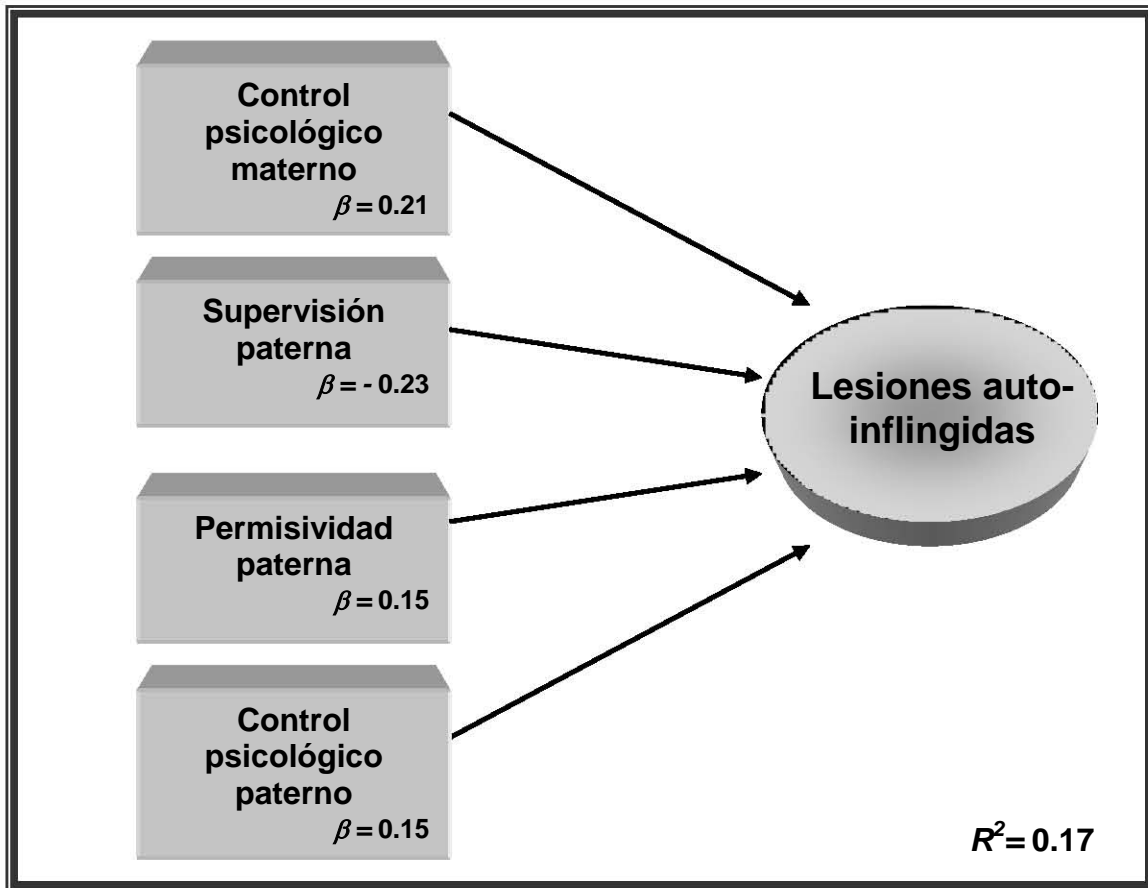 Control
psicológico
materno
β = 0.21
Supervisión
paterna
β = - 0.23
Permisividad
paterna
β = 0.15
Control
psicológico
paterno
β = 0.15
Lesiones auto-
inflingidas
R²= 0.17